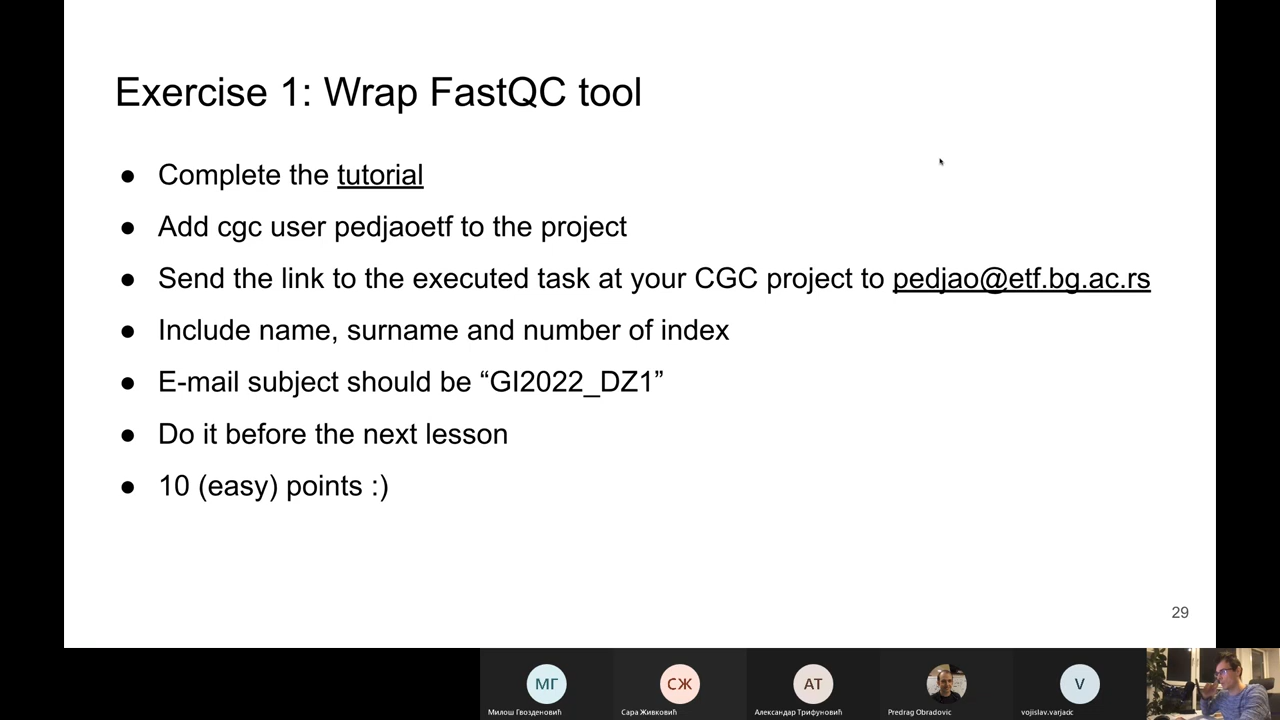 Exercise 1: Wrap FastQC tool
● Complete the tutorial
● Add cgc user pedjaoetf to the project
● Send the link to the executed task at your CGC project to pedjao@etf.bg.ac.rs
● Include name, surname and number of index
● E-mail subject should be “GI2022_DZ1”
● Do it before the next lesson
● 10 (easy) points :)
29
МГ
СЖ
АТ
V
Милош Гвозденовић
Сара Живковић
Александар Трифуновић
Predrag Obradovic
vojislav.varjacic